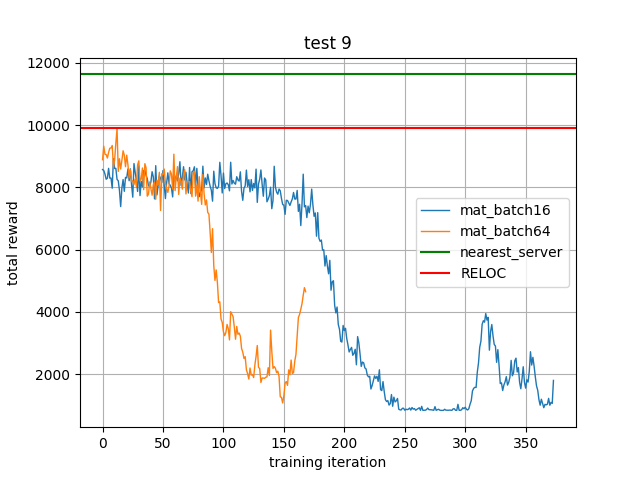 test 9
total reward
12000
10000
8000
6000
4000
2000
mat_batch16
mat_batch64
nearest_server
RELOC
0 50 100 150 200 250 300 350
training iteration